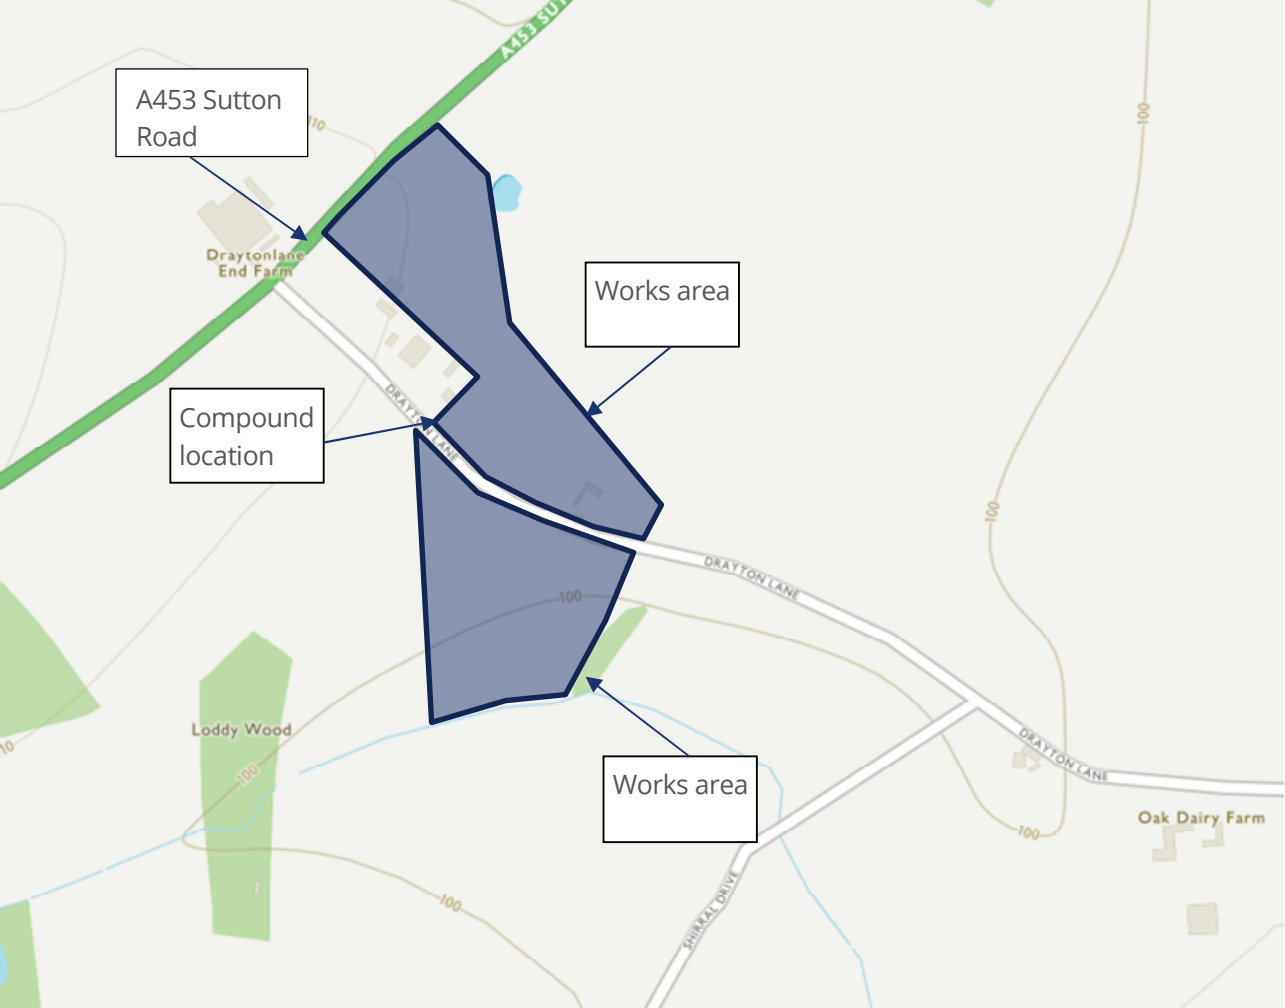 A453 SUT
A453 Sutton
Road
110
100
Draytonlane
End Farm
Works area
Compound
location
DRAYTON LANE
100
DRAYTON LANE
100
Loddy Wood
10
100
Works area
DRAYTON LANE
100
Oak Dairy Farm
100
SHIRRAL DRIVE